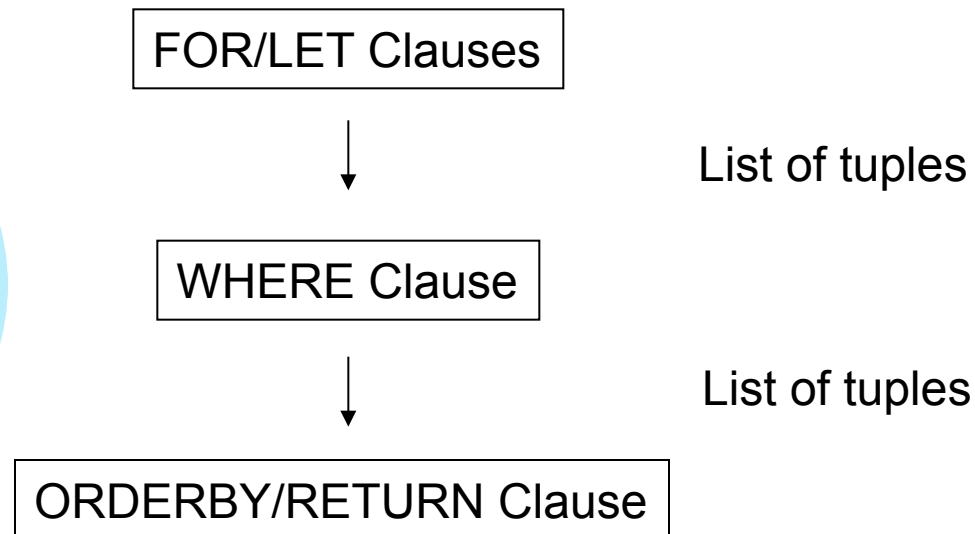 FOR/LET Clauses
List of tuples
WHERE Clause
List of tuples
ORDERBY/RETURN Clause